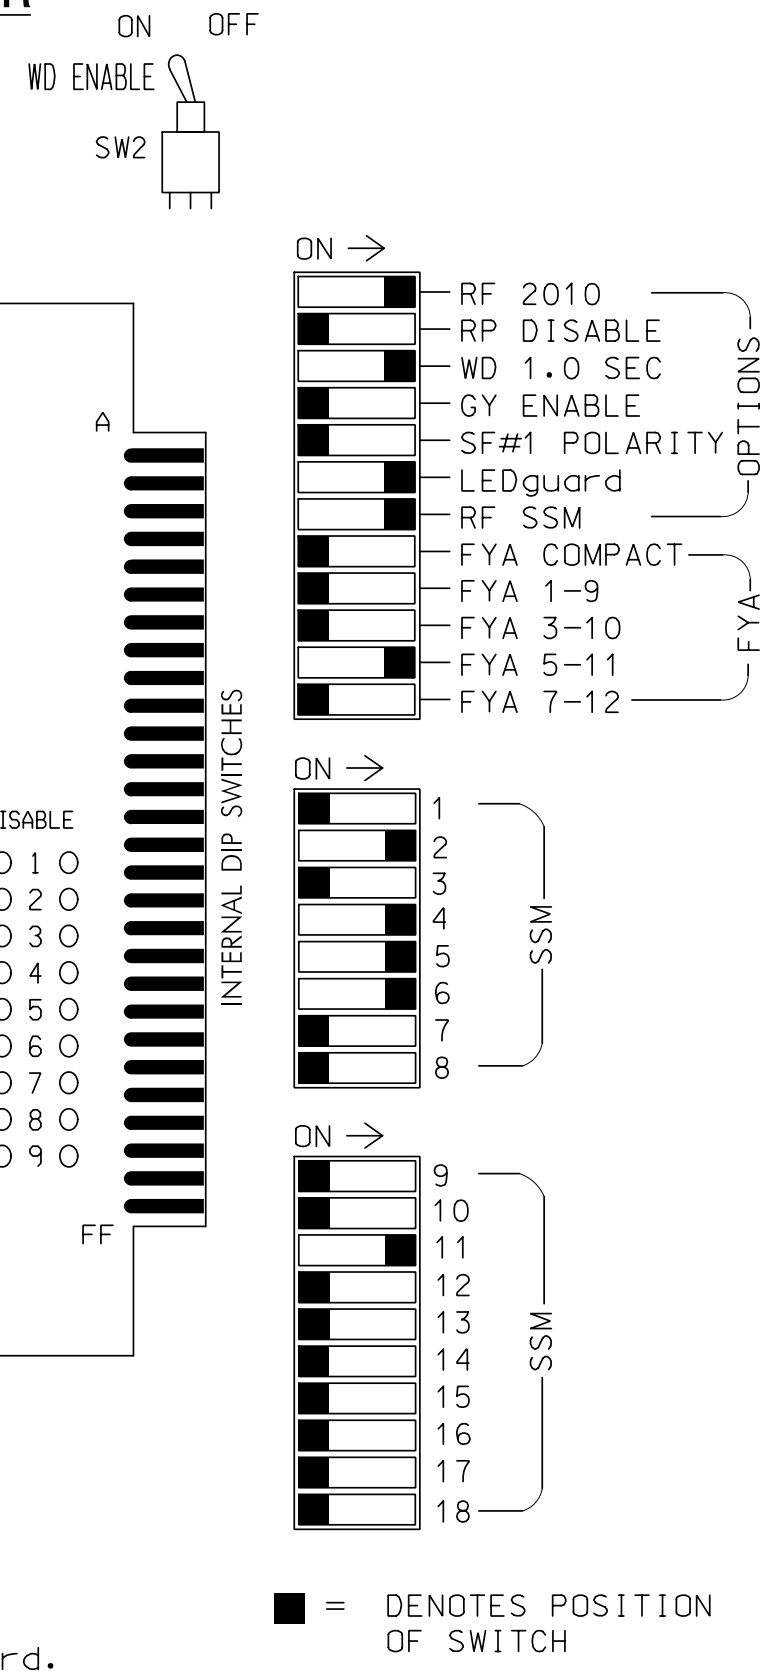 ON OFF
WD ENABLE
SW2
ON
RF 2010
RP DISABLE
WD 1.0 SEC
GY ENABLE
SF#1 POLARITY
LEDguard
RF SSM
OPTIONS
FYA COMPACT
FYA 1-9
FYA 3-10
FYA 5-11
FYA 7-12
FYA
A
FF
INTERNAL DIP SWITCHES
ISABLE
1
2
3
4
5
6
7
8
9
ON
1
2
3
4
5
6
7
8
SSM
ON
9
10
11
12
13
14
15
16
17
18
SSM
= DENOTES POSITION
OF SWITCH
rd.